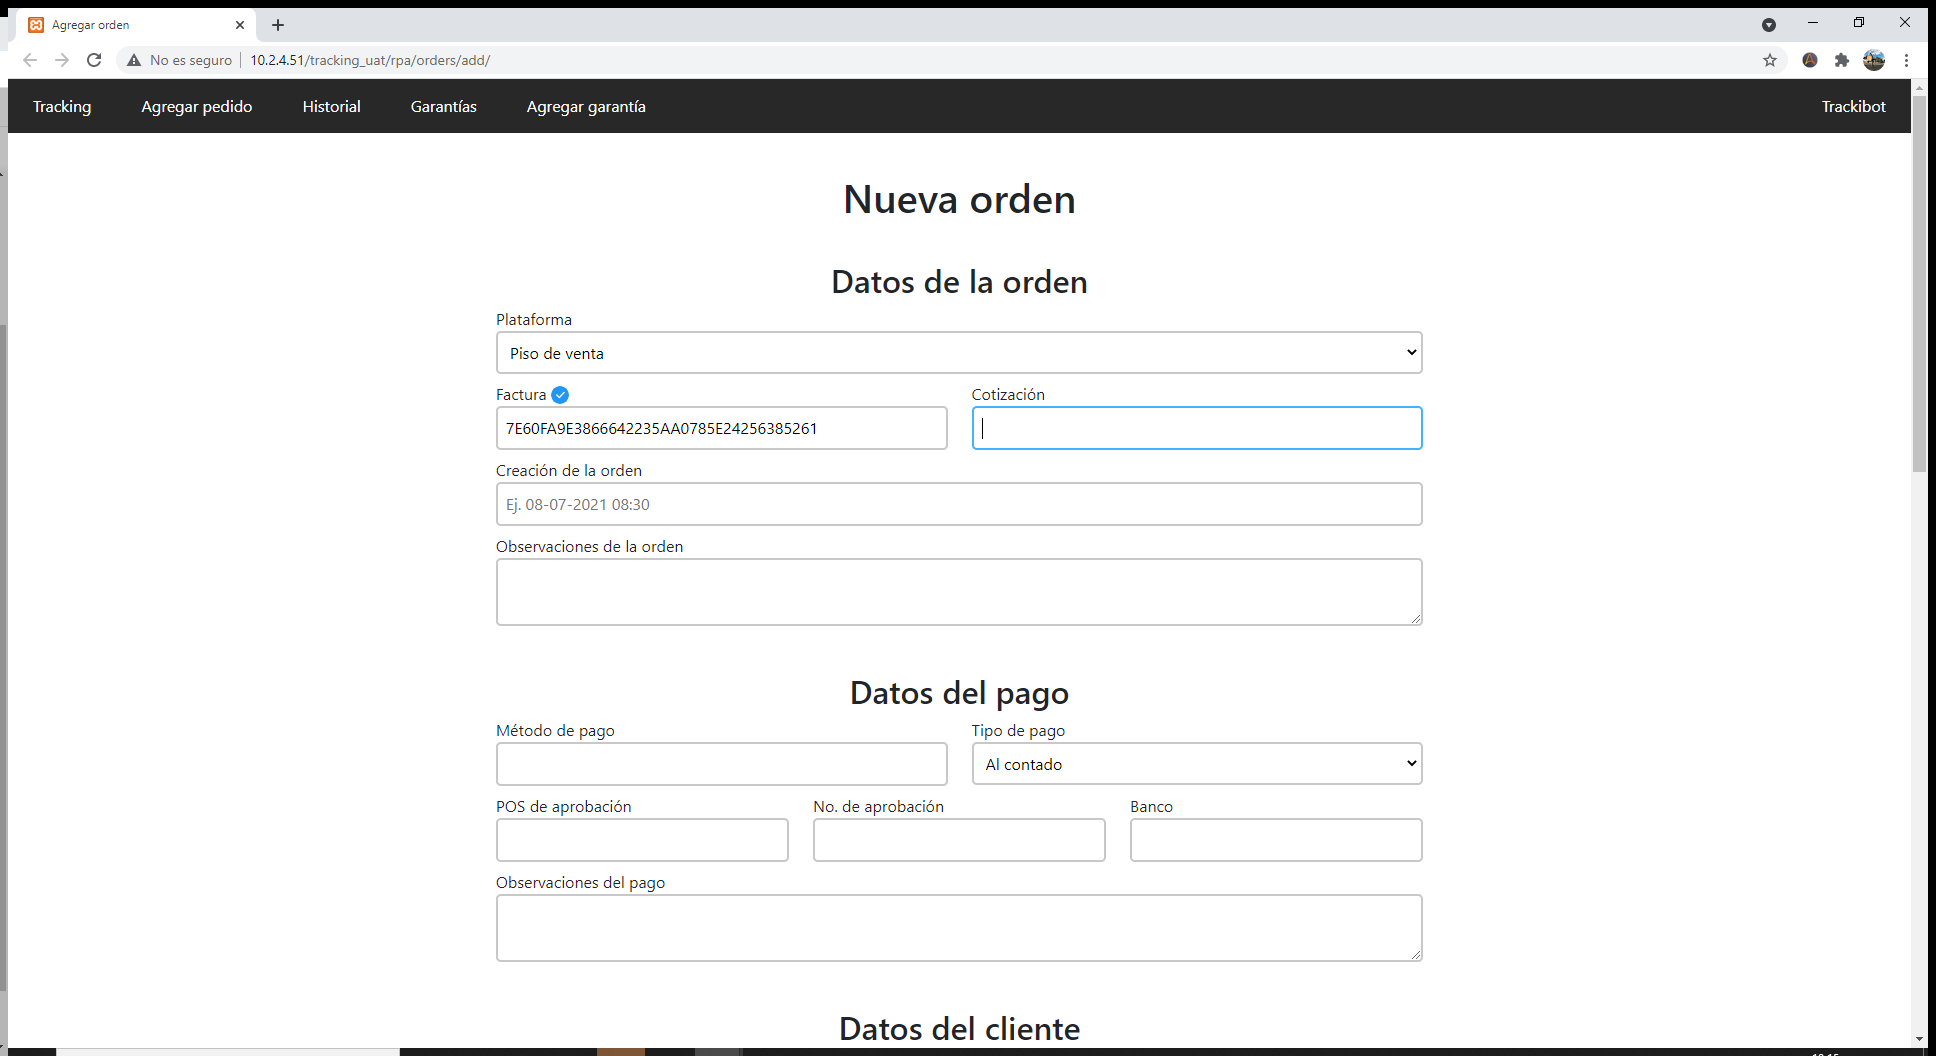 Agregar orden
No es seguro | 10.2.4.51/tracking_uat/rpa/orders/add/
Tracking Agregar pedido Historial Garantías Agregar garantía Trackibot
Nueva orden
Datos de la orden
Plataforma
Piso de venta
Factura Cotización
7E60FA9E3866642235AA0785E24256385261
Creación de la orden
Ej. 08-07-2021 08:30
Observaciones de la orden
Datos del pago
Método de pago Tipo de pago
Al contado
POS de aprobación No. de aprobación Banco
Observaciones del pago
Datos del cliente